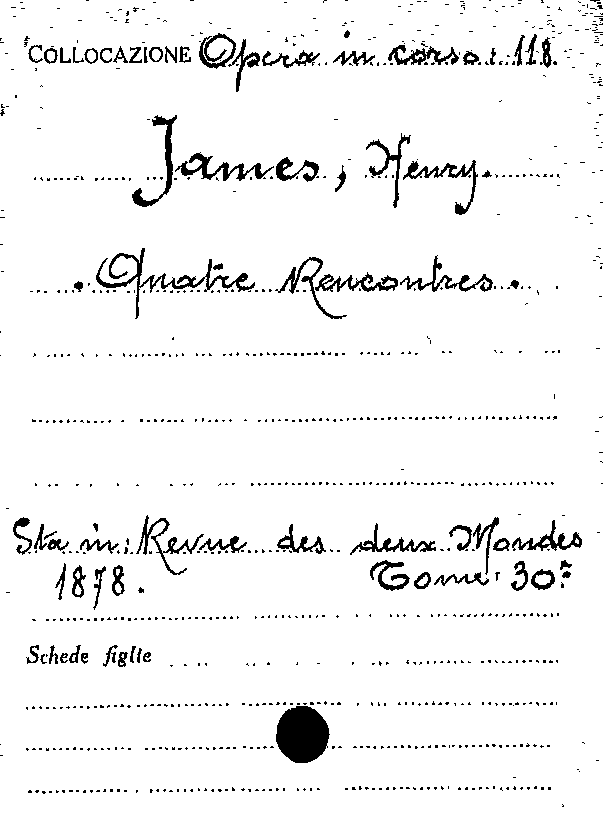 COLLOCAZIONE Opera in corso: 118.
James, Henry.
. Quatre Rencontres.
Sta in: Revue des deux Mondes
1878. Tome: 30º
Schede figlie